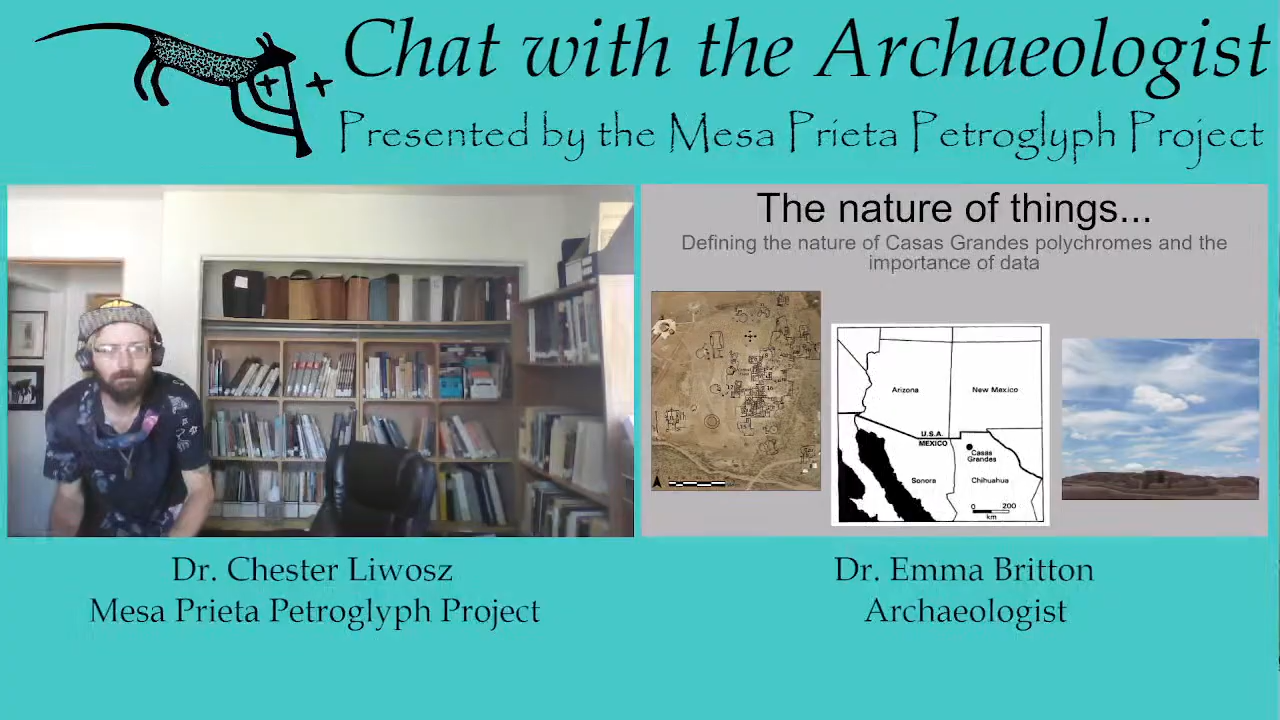 Chat with the Archaeologist
Presented by the Mesa Prieta Petroglyph Project
The nature of things...
Defining the nature of Casas Grandes polychromes and the
importance of data
Arizona
New Mexico
U.S.A.
MEXICO
Casas
Grandes
Sonora
Chihuahua
0 200
km
Dr. Chester Liwosz
Mesa Prieta Petroglyph Project
Dr. Emma Britton
Archaeologist